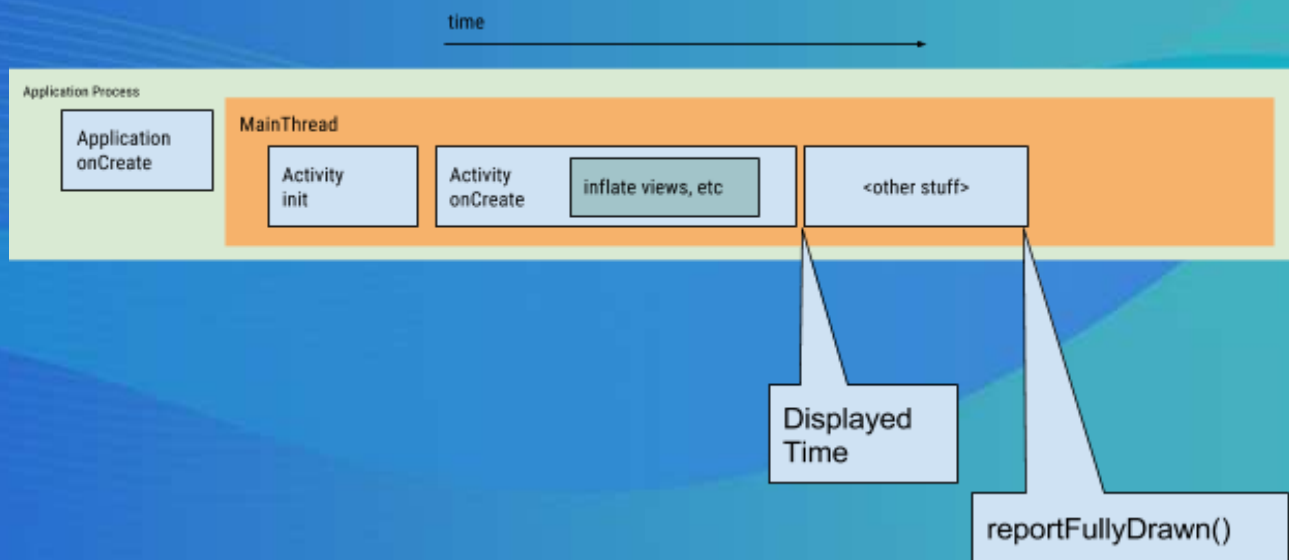 time
Application Process
Application
onCreate
MainThread
Activity
init
Activity
onCreate
inflate views, etc
<other stuff>
Displayed
Time
reportFullyDrawn()